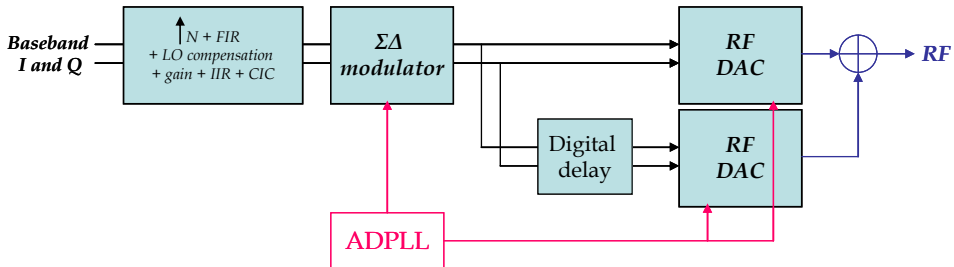 Baseband
I and Q
↑ N + FIR
+ LO compensation
+ gain + IIR + CIC
ΣΔ
modulator
RF
DAC
RF
Digital
delay
RF
DAC
ADPLL